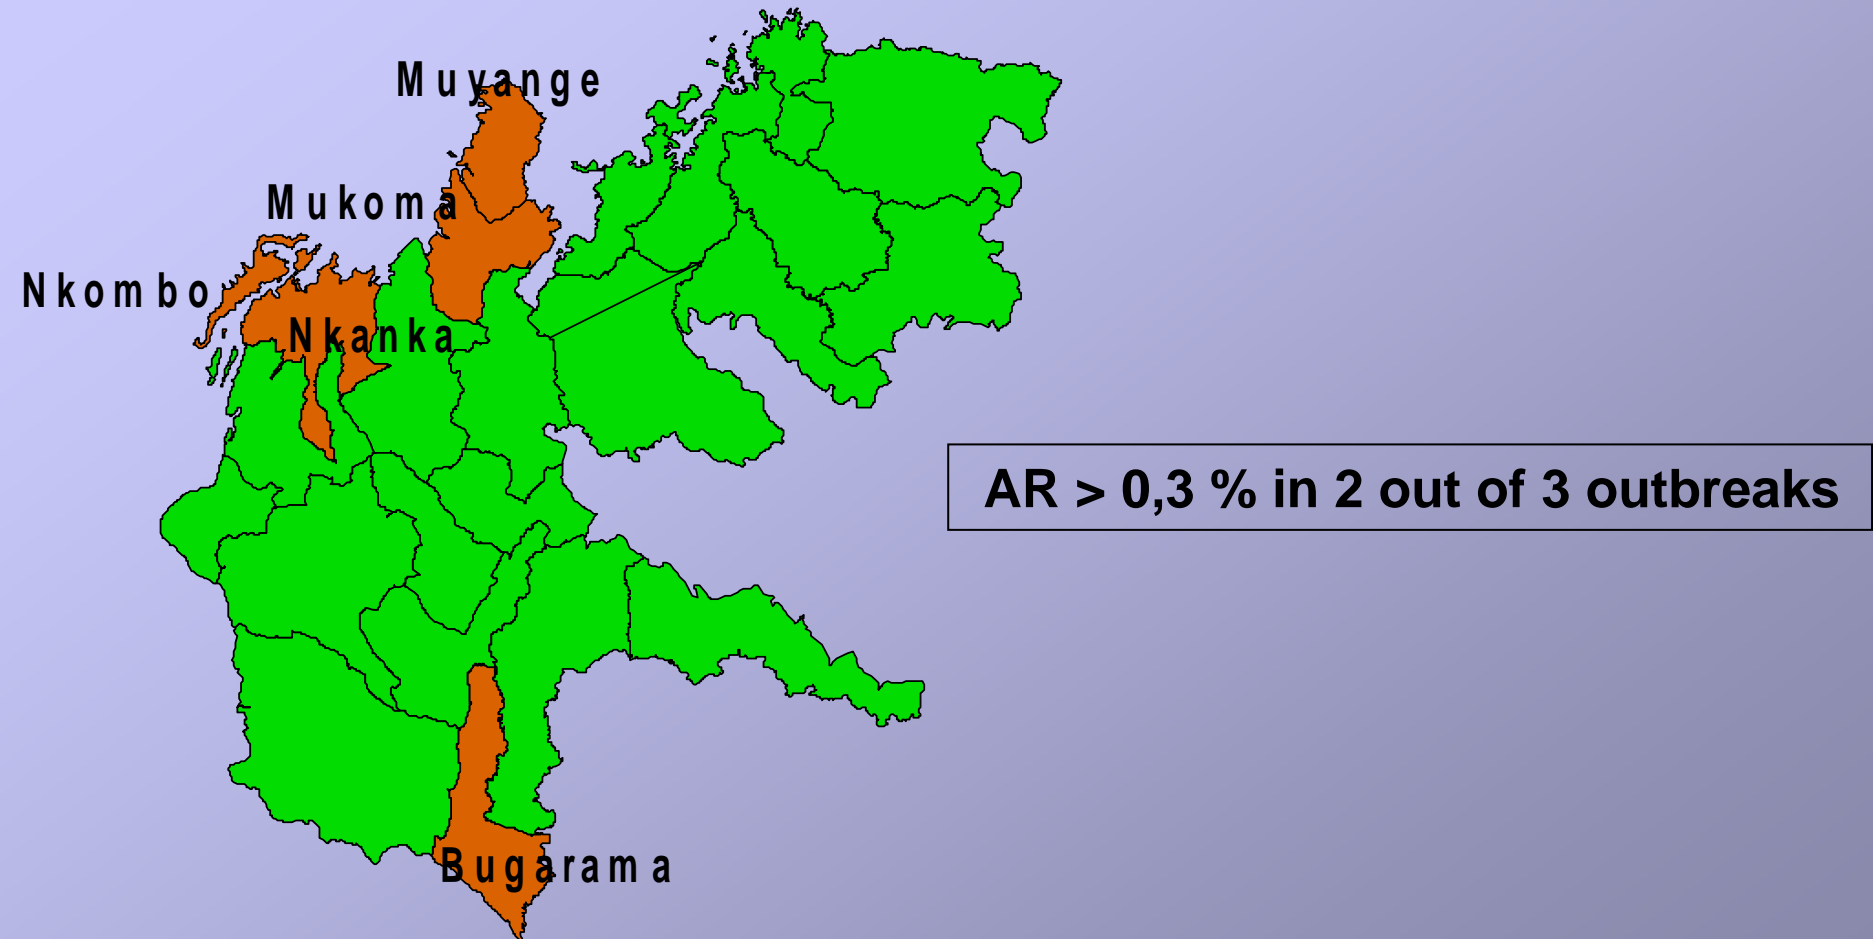 Muyange
Mukoma
Nkombo
Nkanka
AR > 0,3 % in 2 out of 3 outbreaks
Bugarama